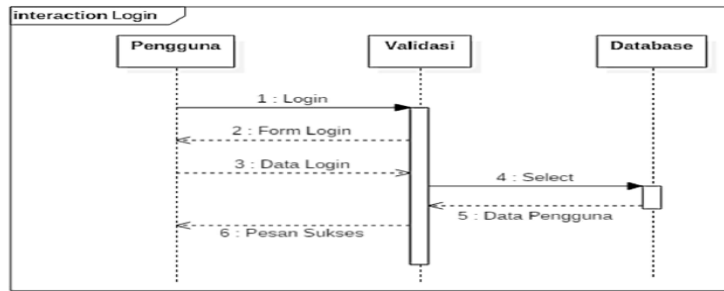 interaction Login
Pengguna
Validasi
Database
1 : Login
2 : Form Login
3 : Data Login
4 : Select
5 : Data Pengguna
6 : Pesan Sukses